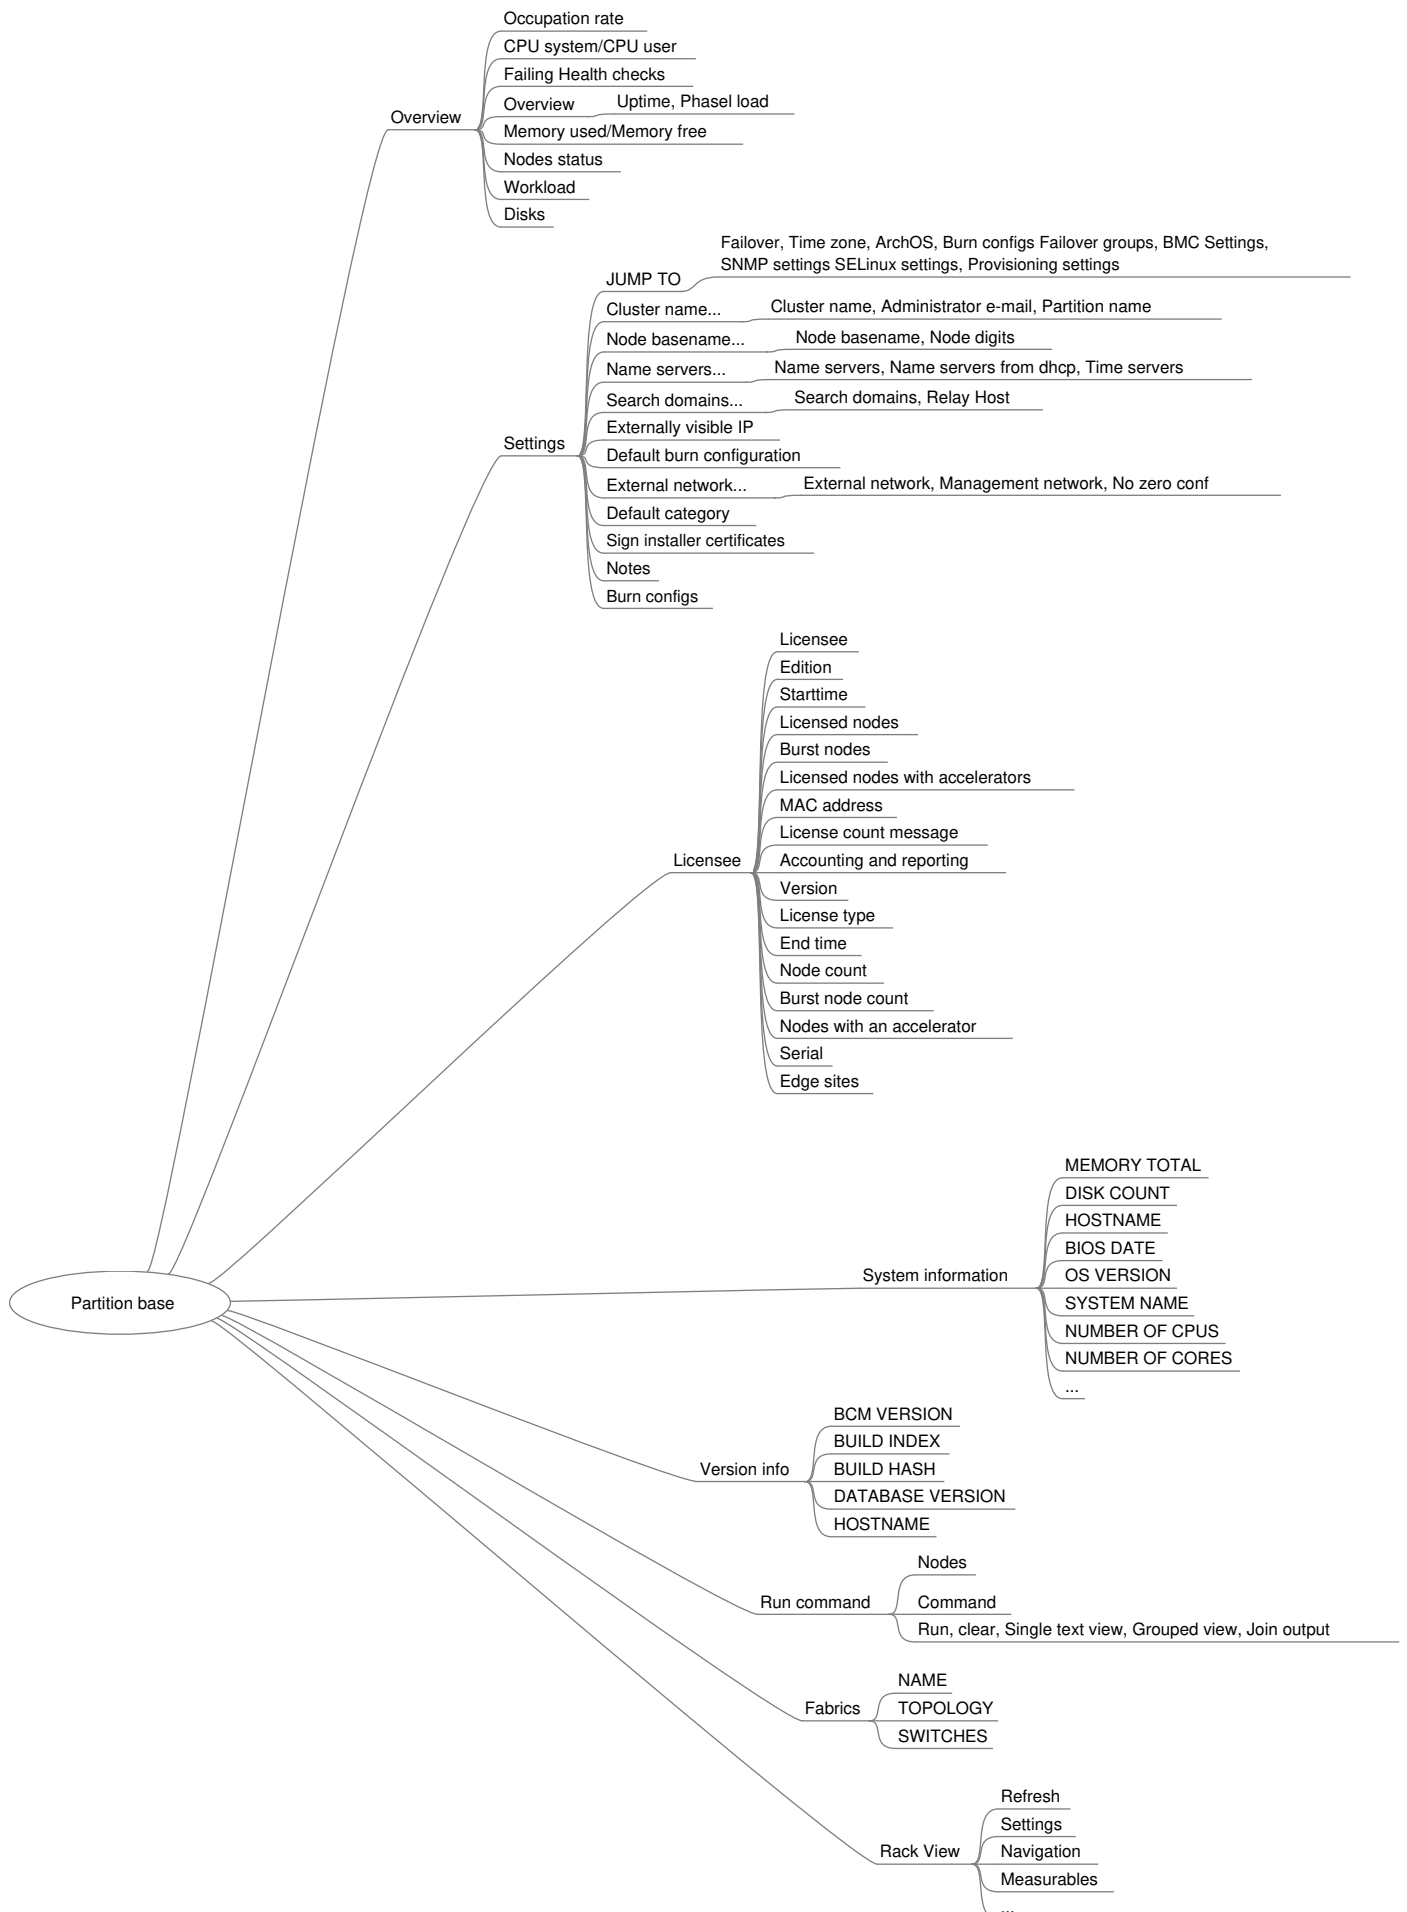 Partition base
Overview
Occupation rate
CPU system/CPU user
Failing Health checks
Overview
Uptime, Phasel load
Memory used/Memory free
Nodes status
Workload
Disks
Settings
JUMP TO
Failover, Time zone, ArchOS, Burn configs Failover groups, BMC Settings,
SNMP settings SELinux settings, Provisioning settings
Cluster name...
Cluster name, Administrator e-mail, Partition name
Node basename...
Node basename, Node digits
Name servers...
Name servers, Name servers from dhcp, Time servers
Search domains...
Search domains, Relay Host
Externally visible IP
Default burn configuration
External network...
External network, Management network, No zero conf
Default category
Sign installer certificates
Notes
Burn configs
Licensee
Licensee
Edition
Starttime
Licensed nodes
Burst nodes
Licensed nodes with accelerators
MAC address
License count message
Accounting and reporting
Version
License type
End time
Node count
Burst node count
Nodes with an accelerator
Serial
Edge sites
System information
MEMORY TOTAL
DISK COUNT
HOSTNAME
BIOS DATE
OS VERSION
SYSTEM NAME
NUMBER OF CPUS
NUMBER OF CORES
...
Version info
BCM VERSION
BUILD INDEX
BUILD HASH
DATABASE VERSION
HOSTNAME
Run command
Nodes
Command
Run, clear, Single text view, Grouped view, Join output
Fabrics
NAME
TOPOLOGY
SWITCHES
Rack View
Refresh
Settings
Navigation
Measurables
...